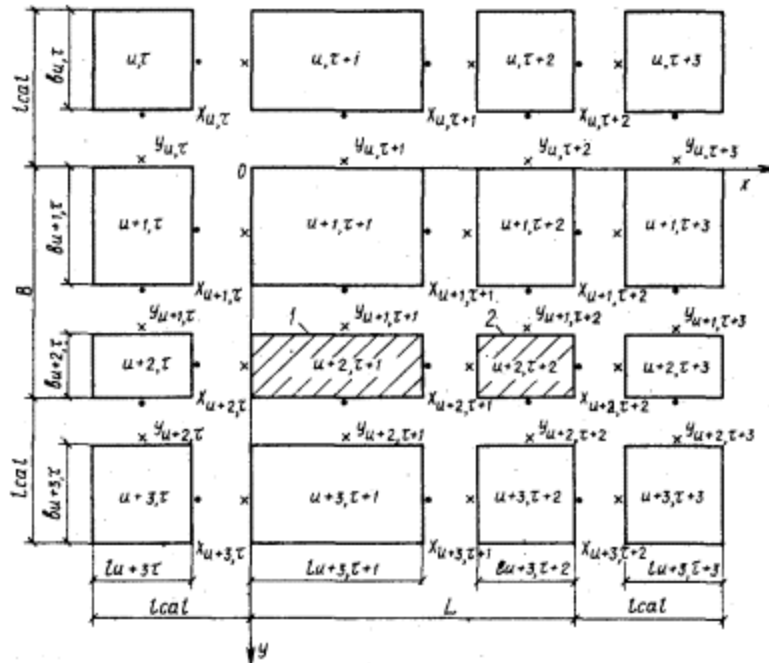 lcal
bu,τ
u,τ
u,τ+i
u,τ+2
u,τ+3
Xu,τ
Xu,τ+1
Xu,τ+2
Yu,τ
Yu,τ+1
Yu,τ+2
Yu,τ+3
0
x
B
bu+1,τ
u+1,τ
u+1,τ+1
u+1,τ+2
u+1,τ+3
Xu+1,τ
Xu+1,τ+1
Xu+1,τ+2
Yu+1,τ
1
Yu+1,τ+1
2
Yu+1,τ+2
Yu+1,τ+3
bu+2,τ
u+2,τ
u+2,τ+1
u+2,τ+2
u+2,τ+3
Xu+2,τ
Xu+2,τ+1
Xu+2,τ+2
Yu+2,τ
Yu+2,τ+1
Yu+2,τ+2
Yu+2,τ+3
lcal
bu+3,τ
u+3,τ
u+3,τ+1
u+3,τ+2
u+3,τ+3
Xu+3,τ
Xu+3,τ+1
Xu+3,τ+2
lu+3τ
lu+3,τ+1
lu+3,τ+2
lu+3,τ+3
lcal
L
lcal
y